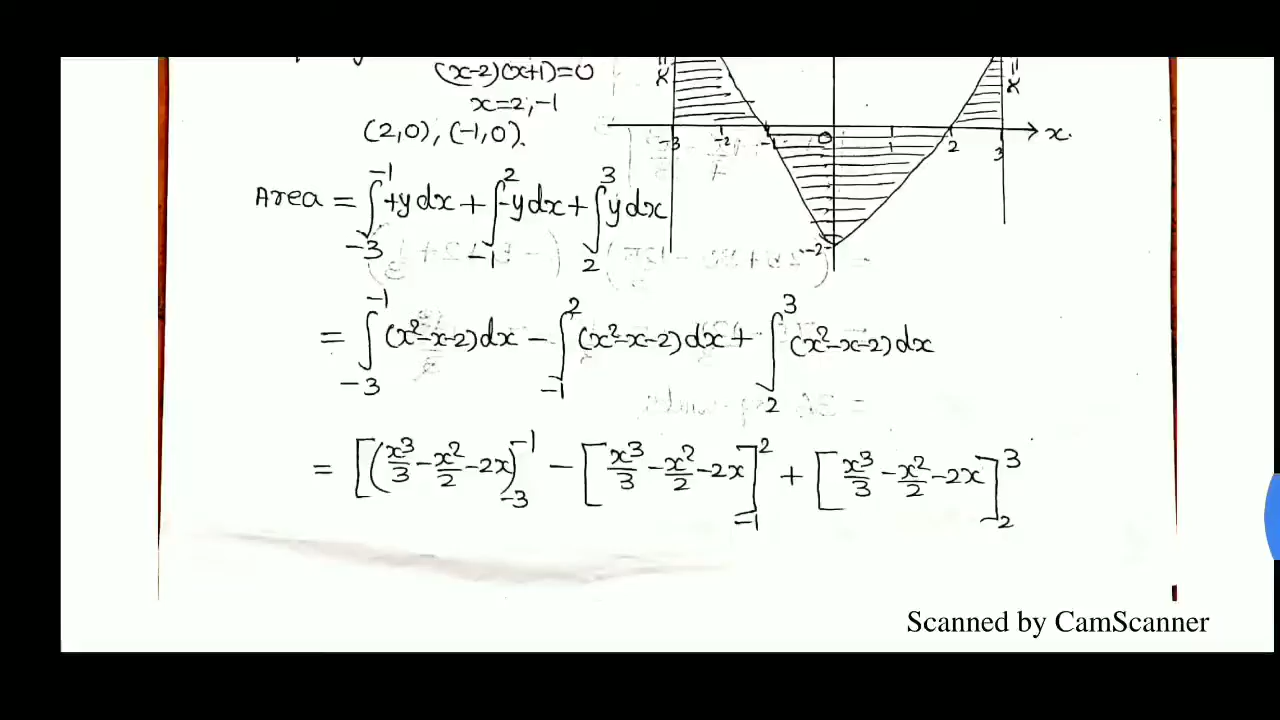 (x-2)(x+1)=0
x=2,-1
(2,0), (-1,0).
x=
x=
-3 -2 -1 0 1 2 3 x.
-2
Area = ∫_{-3}^{-1} +y dx + ∫_{-1}^{2} -y dx + ∫_{2}^{3} y dx
= ∫_{-3}^{-1} (x²-x-2) dx - ∫_{-1}^{2} (x²-x-2) dx + ∫_{2}^{3} (x²-x-2) dx
= [(x³/3 - x²/2 - 2x)_{-3}^{-1} - [x³/3 - x²/2 - 2x]_{-1}^{2} + [x³/3 - x²/2 - 2x]_{2}^{3}
Scanned by CamScanner